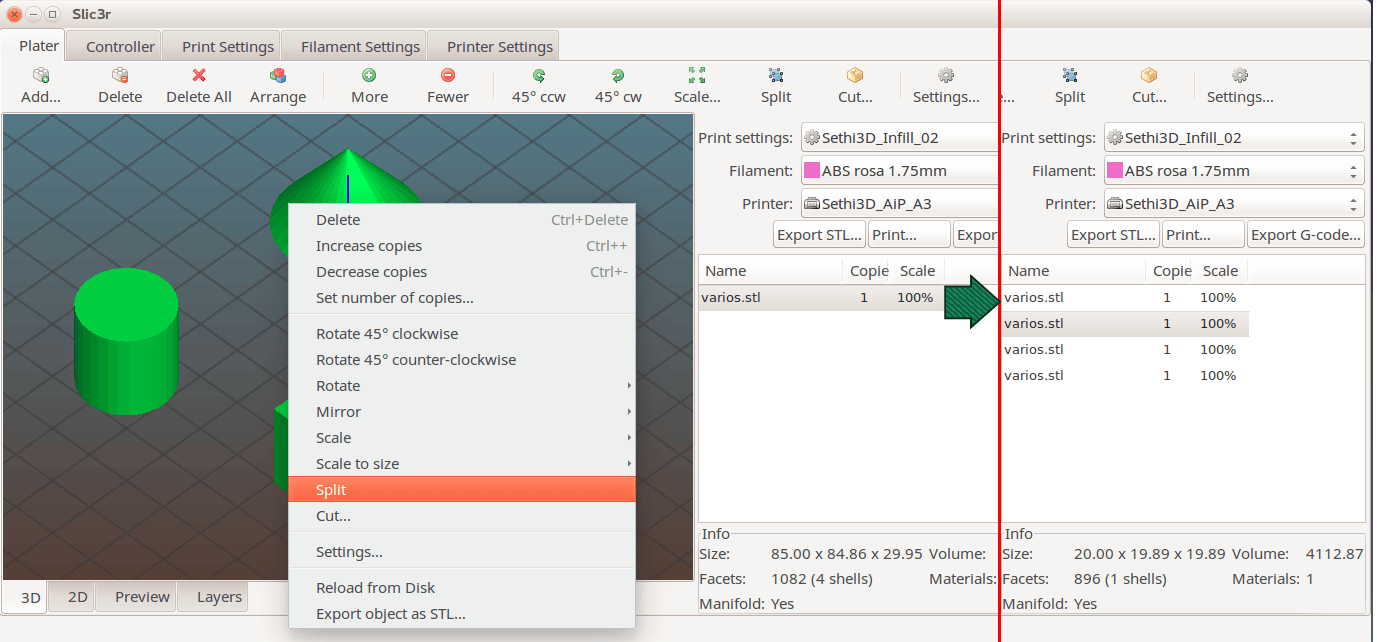 Slic3r
Plater Controller Print Settings Filament Settings Printer Settings
Add... Delete Delete All Arrange More Fewer 45° ccw 45° cw Scale... Split Cut... Settings...
Print settings: Sethi3D_Infill_02
Filament: ABS rosa 1.75mm
Printer: Sethi3D_AiP_A3
Export STL... Print... Expor
Name Copie Scale
varios.stl 1 100%
Info
Size: 85.00 x 84.86 x 29.95 Volume:
Facets: 1082 (4 shells) Materials:
Manifold: Yes
Delete Ctrl+Delete
Increase copies Ctrl++
Decrease copies Ctrl+-
Set number of copies...
Rotate 45° clockwise
Rotate 45° counter-clockwise
Rotate
Mirror
Scale
Scale to size
Split
Cut...
Settings...
Reload from Disk
Export object as STL...
3D 2D Preview Layers
... Split Cut... Settings...
Print settings: Sethi3D_Infill_02
Filament: ABS rosa 1.75mm
Printer: Sethi3D_AiP_A3
Export STL... Print... Export G-code...
Name Copie Scale
varios.stl 1 100%
varios.stl 1 100%
varios.stl 1 100%
varios.stl 1 100%
Info
Size: 20.00 x 19.89 x 19.89 Volume: 4112.87
Facets: 896 (1 shells) Materials: 1
Manifold: Yes